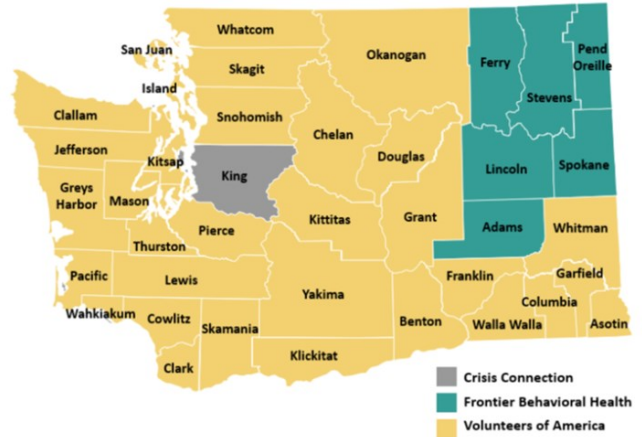 Whatcom
San Juan
Okanogan
Ferry
Pend
Oreille
Skagit
Island
Stevens
Clallam
Snohomish
Chelan
Jefferson
Kitsap
King
Douglas
Lincoln
Spokane
Greys
Harbor
Mason
Pierce
Kittitas
Grant
Adams
Whitman
Thurston
Pacific
Lewis
Yakima
Franklin
Garfield
Columbia
Wahkiakum
Cowlitz
Skamania
Benton
Walla Walla
Asotin
Clark
Klickitat
Crisis Connection
Frontier Behavioral Health
Volunteers of America